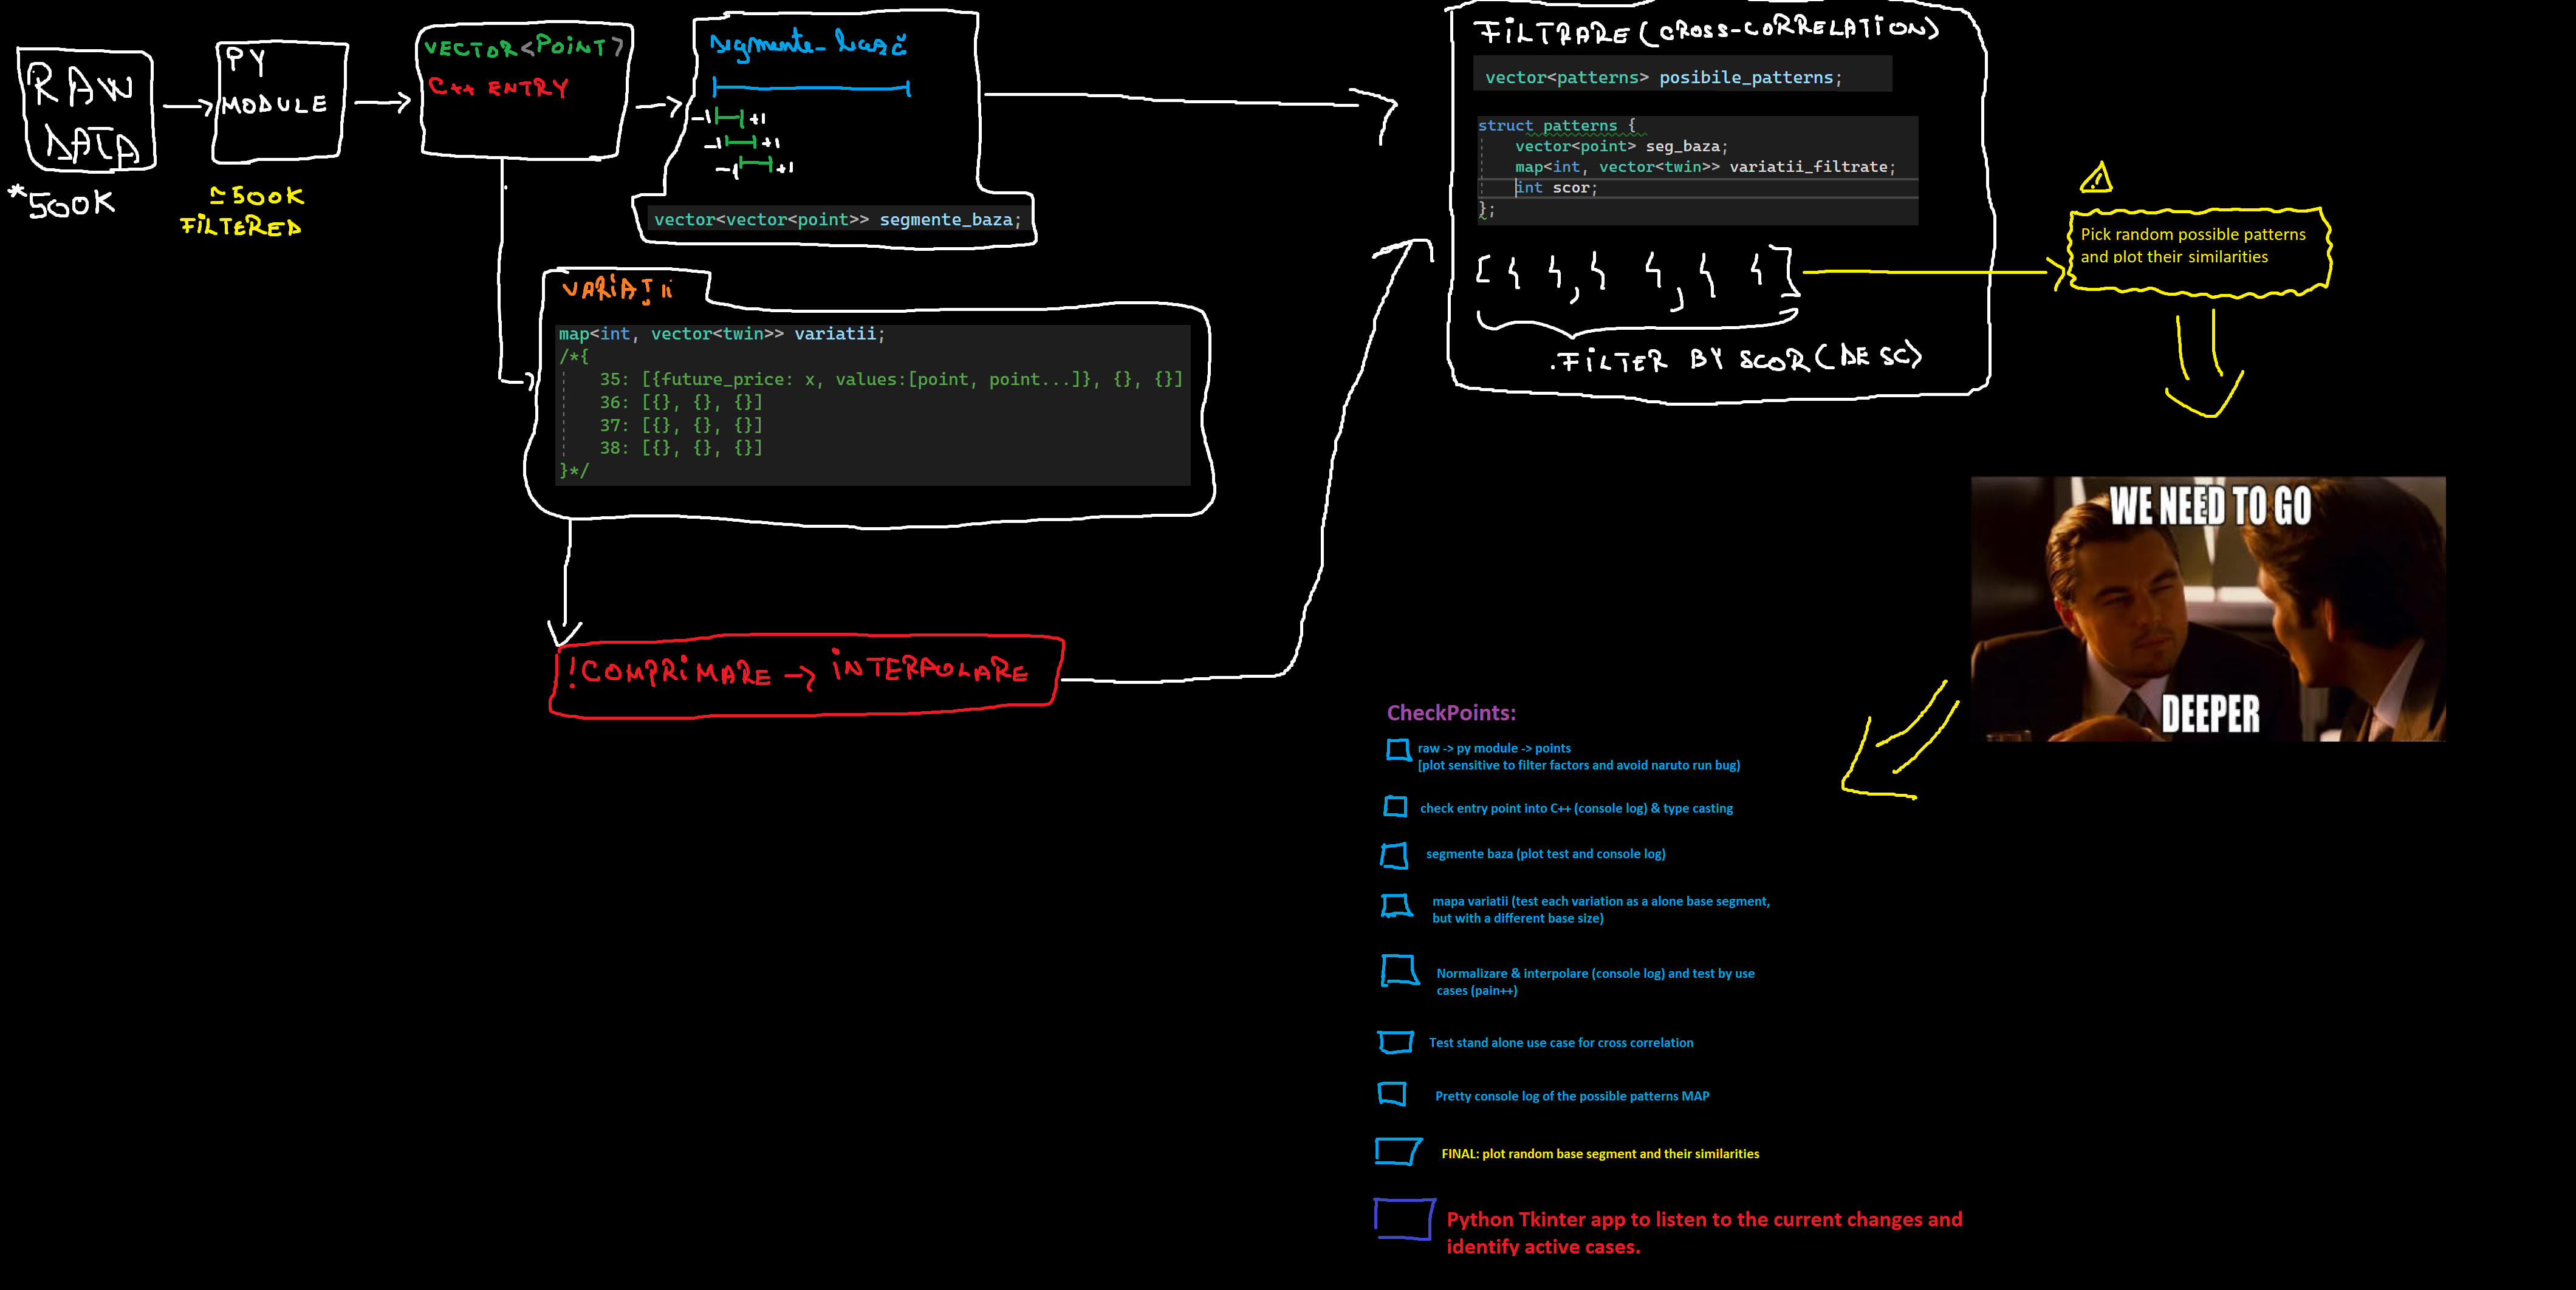 RAW
DATA
*500K
PY
MODULE
≃500K
FILTERED
VECTOR<POINT>
C++ ENTRY
segmente_bază
-1 +1
-1 +1
-1 +1
vector<vector<point>> segmente_baza;
VARIAȚII
map<int, vector<twin>> variatii;
/*{
35: [{future_price: x, values:[point, point...]}, {}, {}]
36: [{}, {}, {}]
37: [{}, {}, {}]
38: [{}, {}, {}]
}*/
!COMPRIMARE -> INTERPOLARE
FILTRARE (CROSS-CORRELATION)
vector<patterns> posibile_patterns;
struct patterns {
vector<point> seg_baza;
map<int, vector<twin>> variatii_filtrate;
int scor;
};
[{ }, { }, { }]
.FILTER BY SCOR (DESC)
!
Pick random possible patterns
and plot their similarities
WE NEED TO GO
DEEPER
CheckPoints:
raw -> py module -> points
[plot sensitive to filter factors and avoid naruto run bug)
check entry point into C++ (console log) & type casting
segmente baza (plot test and console log)
mapa variatii (test each variation as a alone base segment,
but with a different base size)
Normalizare & interpolare (console log) and test by use
cases (pain++)
Test stand alone use case for cross correlation
Pretty console log of the possible patterns MAP
FINAL: plot random base segment and their similarities
Python Tkinter app to listen to the current changes and
identify active cases.